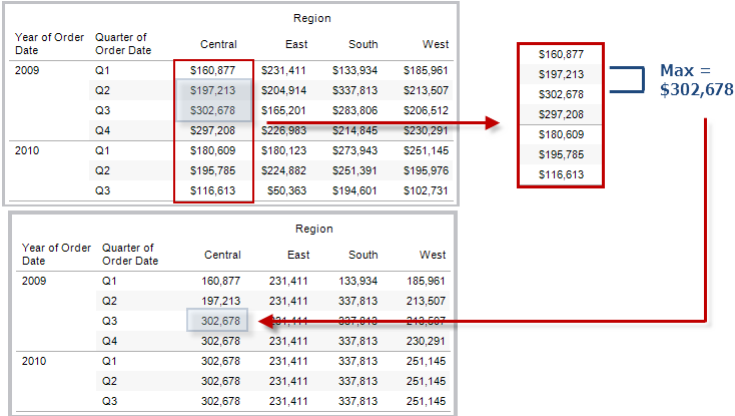 Region
Year of Order Date Quarter of Order Date Central East South West
2009 Q1 $160,877 $231,411 $133,934 $185,961
Q2 $197,213 $204,914 $337,813 $213,507
Q3 $302,678 $165,201 $283,806 $206,512
Q4 $297,208 $226,983 $214,845 $230,291
2010 Q1 $180,609 $180,123 $273,943 $251,145
Q2 $195,785 $224,882 $251,391 $195,976
Q3 $116,613 $50,363 $194,601 $102,731
$160,877
$197,213
$302,678
$297,208
$180,609
$195,785
$116,613
Max =
$302,678
Region
Year of Order Date Quarter of Order Date Central East South West
2009 Q1 160,877 231,411 133,934 185,961
Q2 197,213 231,411 337,813 213,507
Q3 302,678 231,411 337,813 213,507
Q4 302,678 231,411 337,813 230,291
2010 Q1 302,678 231,411 337,813 251,145
Q2 302,678 231,411 337,813 251,145
Q3 302,678 231,411 337,813 251,145